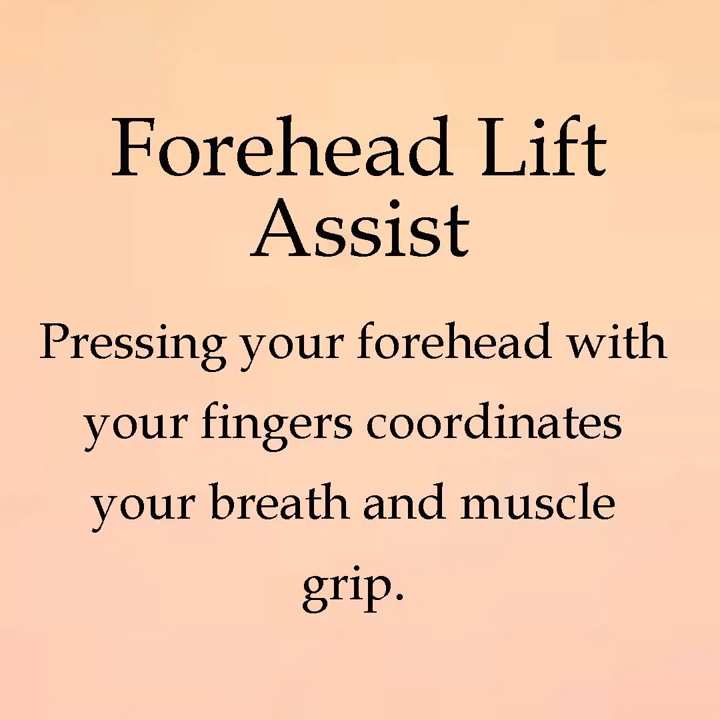 Forehead Lift
Assist
Pressing your forehead with
your fingers coordinates
your breath and muscle
grip.